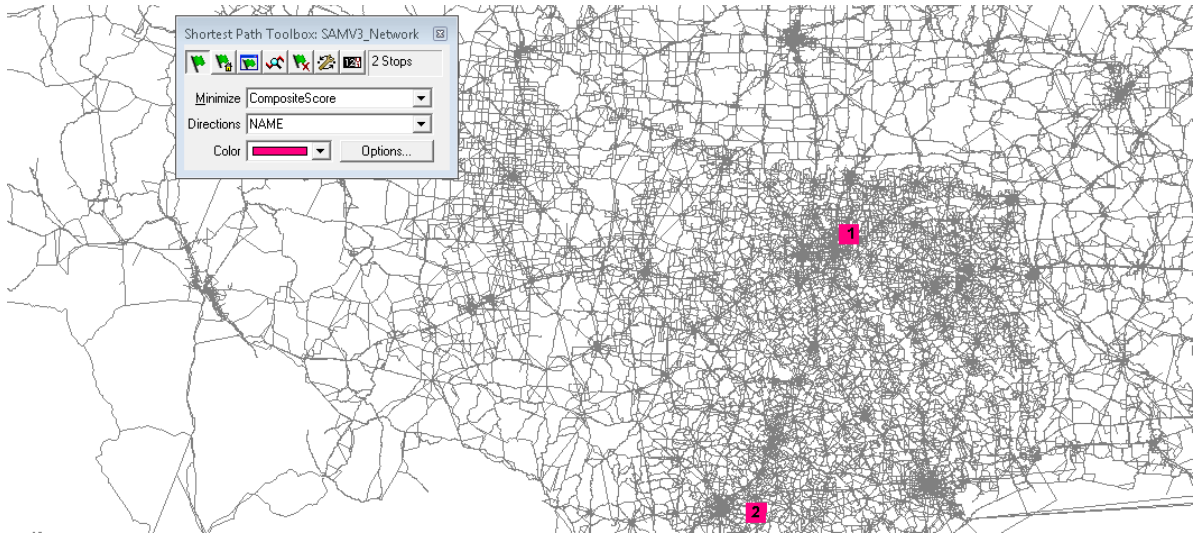 Shortest Path Toolbox: SAMV3_Network
2 Stops
Minimize CompositeScore
Directions NAME
Color Options...
1
2